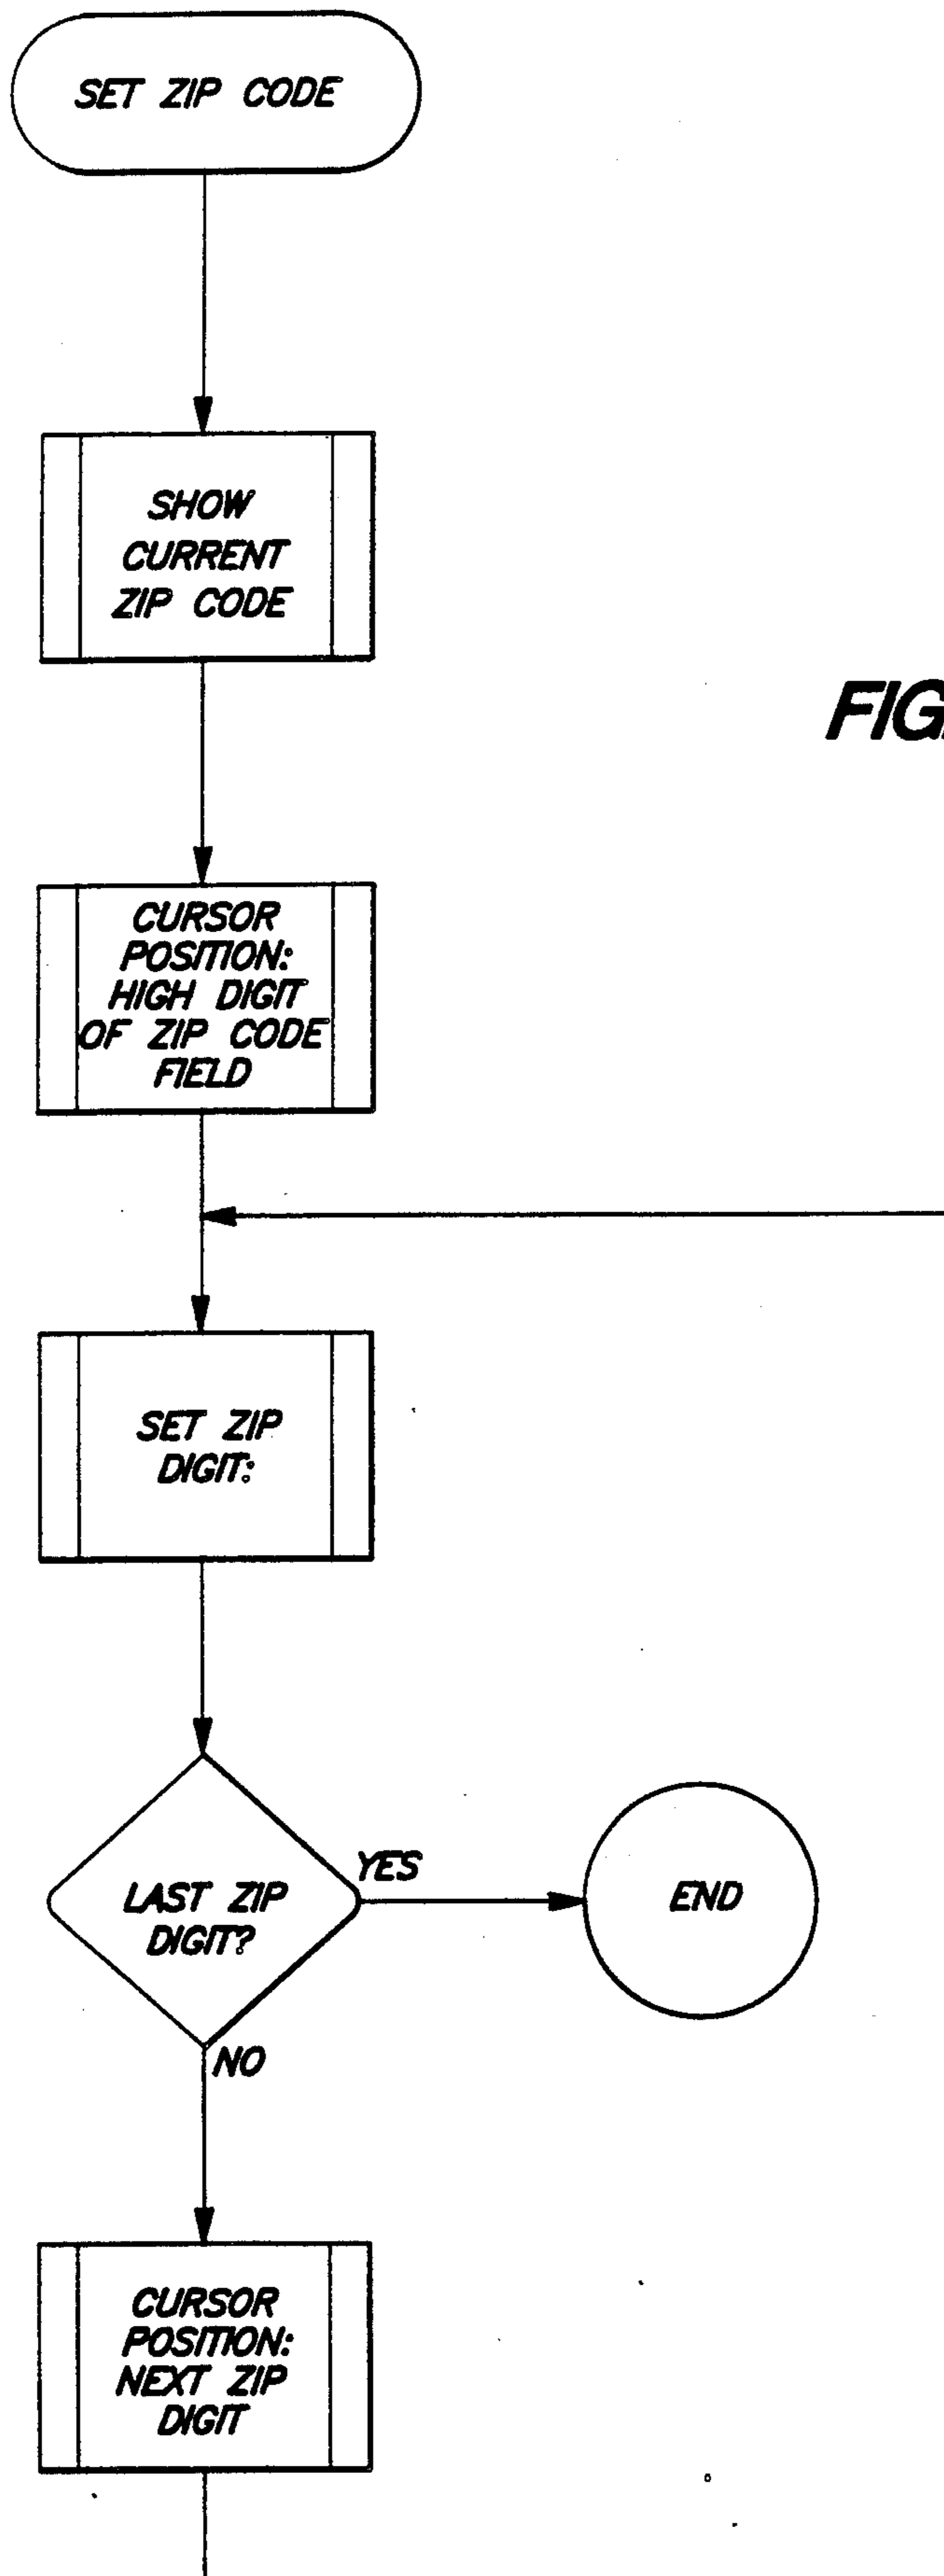 SET ZIP CODE
SHOW
CURRENT
ZIP CODE
FIG
CURSOR
POSITION:
HIGH DIGIT
OF ZIP CODE
FIELD
SET ZIP
DIGIT:
LAST ZIP
DIGIT?
YES
END
NO
CURSOR
POSITION:
NEXT ZIP
DIGIT